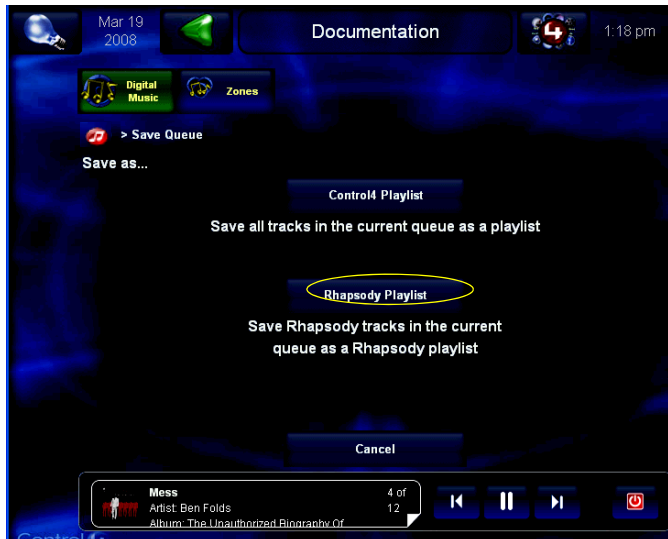 Mar 19
2008
Documentation
4
1:18 pm
Digital
Music
Zones
> Save Queue
Save as...
Control4 Playlist
Save all tracks in the current queue as a playlist
Rhapsody Playlist
Save Rhapsody tracks in the current
queue as a Rhapsody playlist
Cancel
Mess
4 of
Artist: Ben Folds
12
Album: The Unauthorized Biography Of
Control4